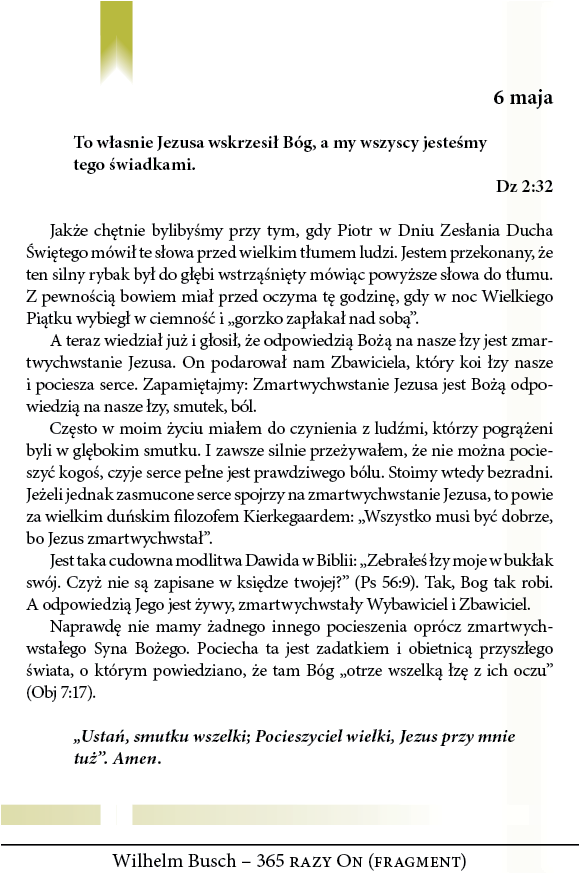 6 maja
To własnie Jezusa wskrzesił Bóg, a my wszyscy jesteśmy
tego świadkami.
Dz 2:32
Jakże chętnie bylibyśmy przy tym, gdy Piotr w Dniu Zesłania Ducha
Świętego mówił te słowa przed wielkim tłumem ludzi. Jestem przekonany, że
ten silny rybak był do głębi wstrząśnięty mówiąc powyższe słowa do tłumu.
Z pewnością bowiem miał przed oczyma tę godzinę, gdy w noc Wielkiego
Piątku wybiegł w ciemność i „gorzko zapłakał nad sobą”.
A teraz wiedział już i głosił, że odpowiedzią Bożą na nasze łzy jest zmar-
twychwstanie Jezusa. On podarował nam Zbawiciela, który koi łzy nasze
i pociesza serce. Zapamiętajmy: Zmartwychwstanie Jezusa jest Bożą odpo-
wiedzią na nasze łzy, smutek, ból.
Często w moim życiu miałem do czynienia z ludźmi, którzy pogrążeni
byli w głębokim smutku. I zawsze silnie przeżywałem, że nie można pocie-
szyć kogoś, czyje serce pełne jest prawdziwego bólu. Stoimy wtedy bezradni.
Jeżeli jednak zasmucone serce spojrzy na zmartwychwstanie Jezusa, to powie
za wielkim duńskim filozofem Kierkegaardem: „Wszystko musi być dobrze,
bo Jezus zmartwychwstał”.
Jest taka cudowna modlitwa Dawida w Biblii: „Zebrałeś łzy moje w bukłak
swój. Czyż nie są zapisane w księdze twojej?” (Ps 56:9). Tak, Bog tak robi.
A odpowiedzią Jego jest żywy, zmartwychwstały Wybawiciel i Zbawiciel.
Naprawdę nie mamy żadnego innego pocieszenia oprócz zmartwych-
wstałego Syna Bożego. Pociecha ta jest zadatkiem i obietnicą przyszłego
świata, o którym powiedziano, że tam Bóg „otrze wszelką łzę z ich oczu”
(Obj 7:17).
„Ustań, smutku wszelki; Pocieszyciel wiełki, Jezus przy mnie
tuż”. Amen.
Wilhelm Busch – 365 razy On (fragment)